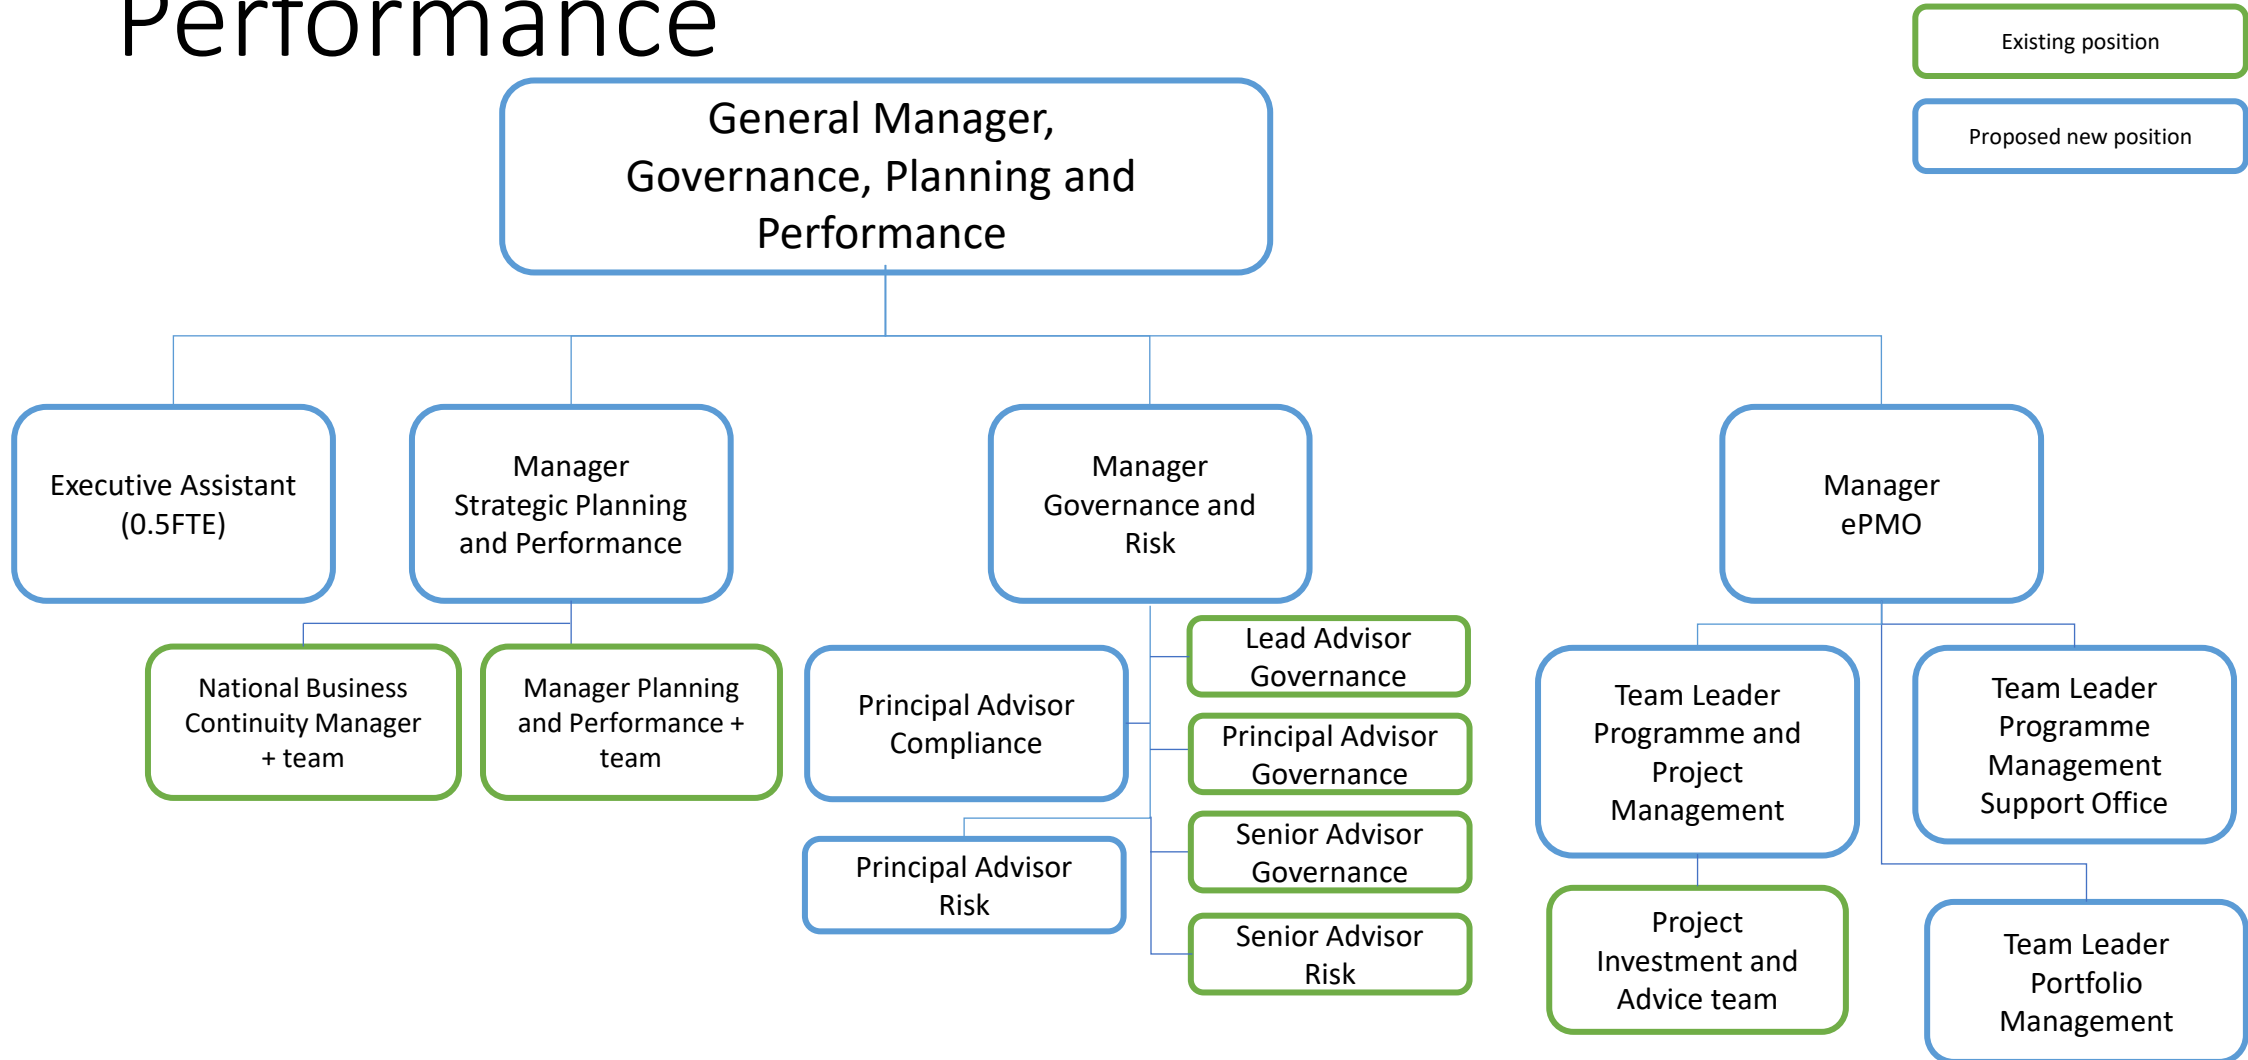 Performance
Existing position
Proposed new position
General Manager,
Governance, Planning and
Performance
Executive Assistant
(0.5FTE)
Manager
Strategic Planning
and Performance
Manager
Governance and
Risk
Manager
ePMO
National Business
Continuity Manager
+ team
Manager Planning
and Performance +
team
Principal Advisor
Compliance
Principal Advisor
Risk
Lead Advisor
Governance
Principal Advisor
Governance
Senior Advisor
Governance
Senior Advisor
Risk
Team Leader
Programme and
Project
Management
Project
Investment and
Advice team
Team Leader
Programme
Management
Support Office
Team Leader
Portfolio
Management